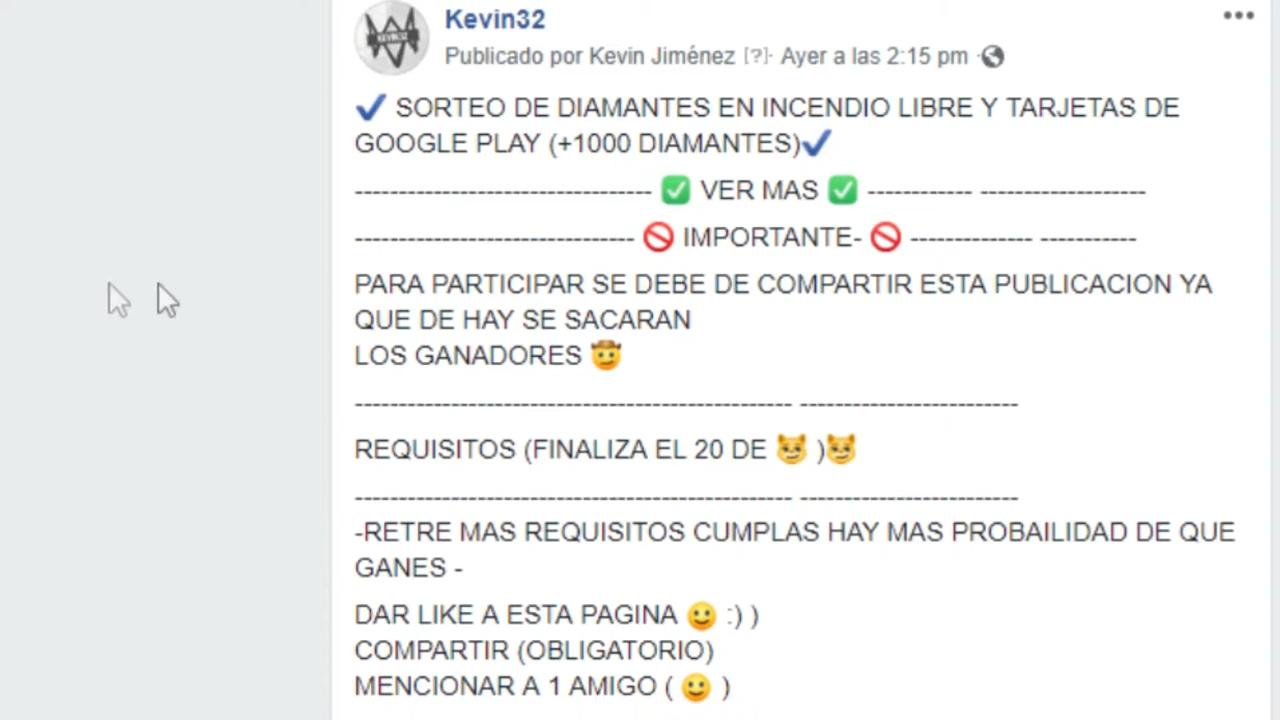 Kevin32
Publicado por Kevin Jiménez [?]· Ayer a las 2:15 pm ·
✔ SORTEO DE DIAMANTES EN INCENDIO LIBRE Y TARJETAS DE
GOOGLE PLAY (+1000 DIAMANTES)✔
---------------------------------- ✅ VER MAS ✅ ------------ -------------------
-------------------------------- 🚫 IMPORTANTE- 🚫 -------------- -----------
PARA PARTICIPAR SE DEBE DE COMPARTIR ESTA PUBLICACION YA
QUE DE HAY SE SACARAN
LOS GANADORES 🤠
-------------------------------------------------- -------------------------
REQUISITOS (FINALIZA EL 20 DE 😼 )😼
-------------------------------------------------- -------------------------
-RETRE MAS REQUISITOS CUMPLAS HAY MAS PROBAILIDAD DE QUE
GANES -
DAR LIKE A ESTA PAGINA 🙂 :) )
COMPARTIR (OBLIGATORIO)
MENCIONAR A 1 AMIGO ( 🙂 )